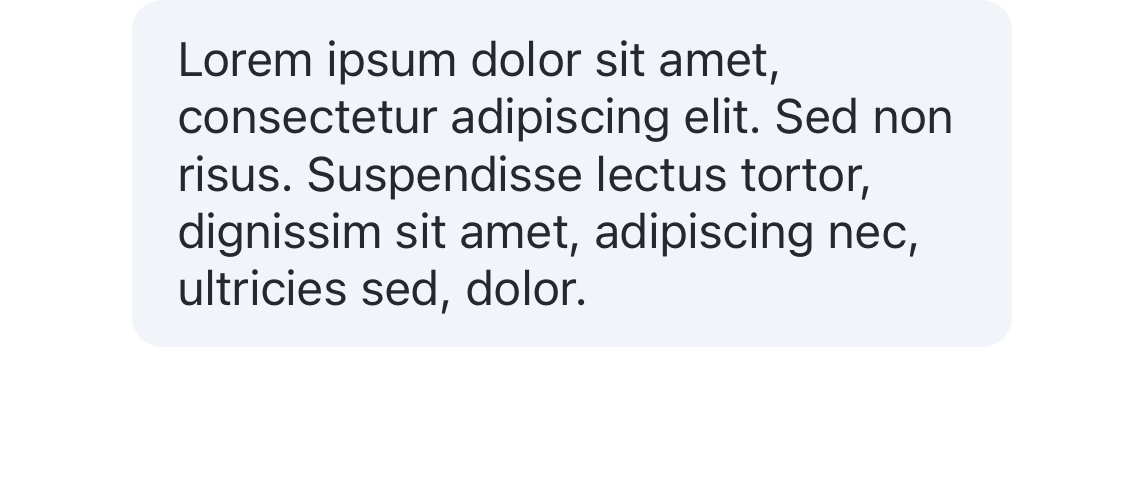 Lorem ipsum dolor sit amet,
consectetur adipiscing elit. Sed non
risus. Suspendisse lectus tortor,
dignissim sit amet, adipiscing nec,
ultricies sed, dolor.